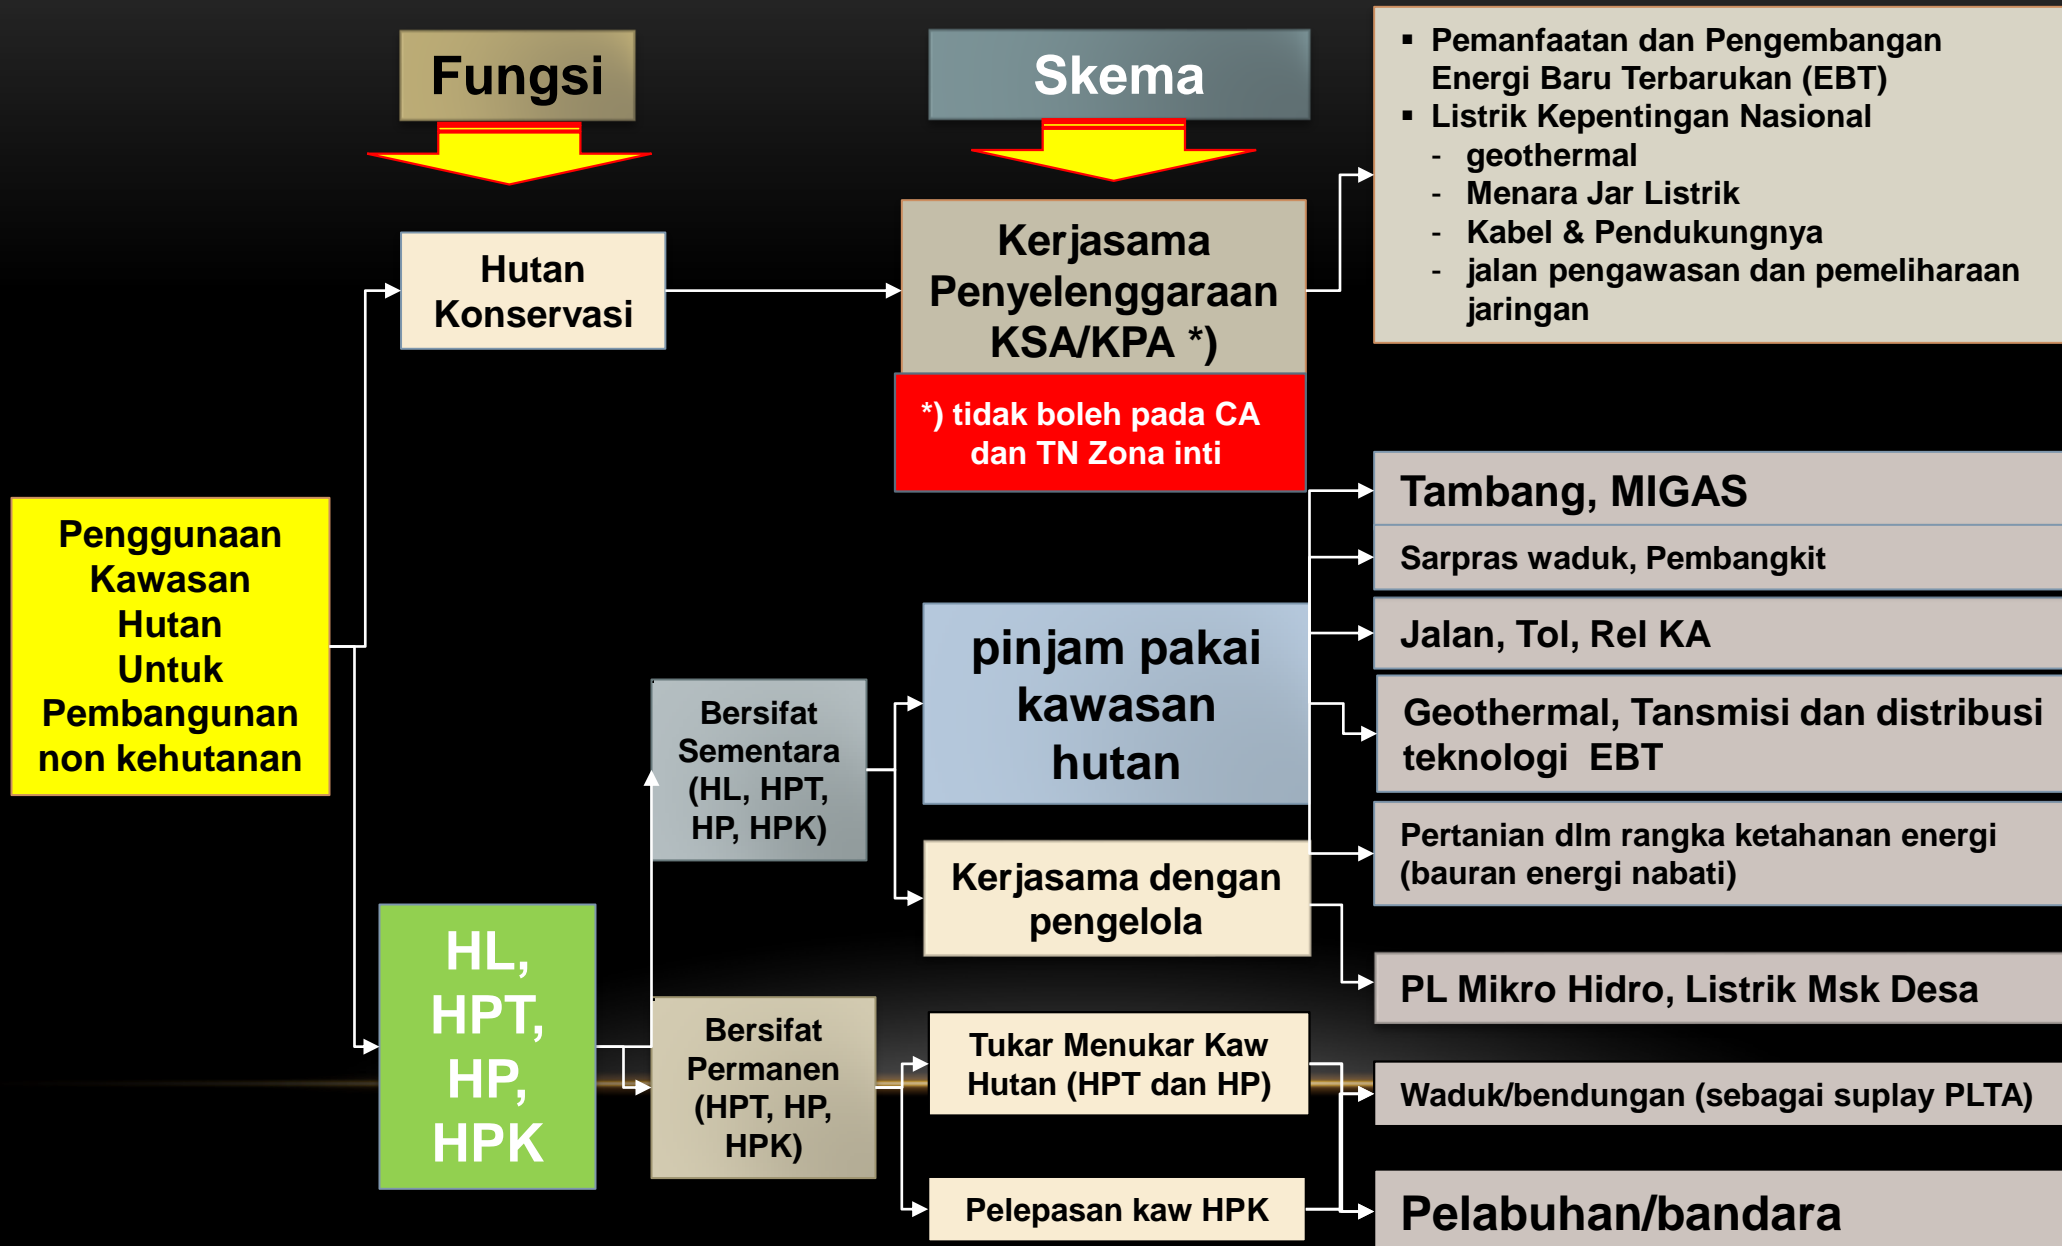 Fungsi
Skema
▪ Pemanfaatan dan Pengembangan
Energi Baru Terbarukan (EBT)
▪ Listrik Kepentingan Nasional
- geothermal
- Menara Jar Listrik
- Kabel & Pendukungnya
- jalan pengawasan dan pemeliharaan
jaringan
Hutan
Konservasi
Kerjasama
Penyelenggaraan
KSA/KPA *)
*) tidak boleh pada CA
dan TN Zona inti
Penggunaan
Kawasan
Hutan
Untuk
Pembangunan
non kehutanan
HL,
HPT,
HP,
HPK
Bersifat
Sementara
(HL, HPT,
HP, HPK)
pinjam pakai
kawasan
hutan
Kerjasama dengan
pengelola
Tambang, MIGAS
Sarpras waduk, Pembangkit
Jalan, Tol, Rel KA
Geothermal, Tansmisi dan distribusi
teknologi EBT
Pertanian dlm rangka ketahanan energi
(bauran energi nabati)
PL Mikro Hidro, Listrik Msk Desa
Bersifat
Permanen
(HPT, HP,
HPK)
Tukar Menukar Kaw
Hutan (HPT dan HP)
Pelepasan kaw HPK
Waduk/bendungan (sebagai suplay PLTA)
Pelabuhan/bandara